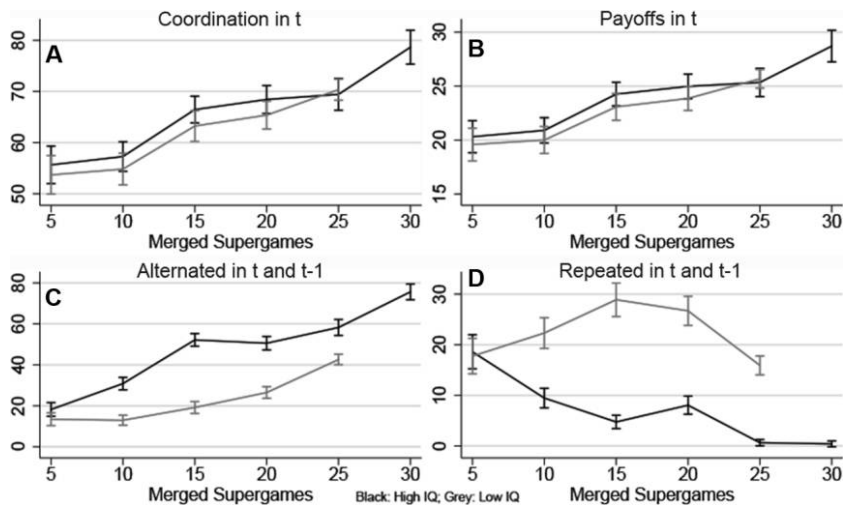 Coordination in t
A
80
70
60
50
5 10 15 20 25 30
Merged Supergames
Payoffs in t
B
30
25
20
15
5 10 15 20 25 30
Merged Supergames
Alternated in t and t-1
C
80
60
40
20
0
5 10 15 20 25 30
Merged Supergames
Repeated in t and t-1
D
30
20
10
0
5 10 15 20 25 30
Merged Supergames
Black: High IQ; Grey: Low IQ